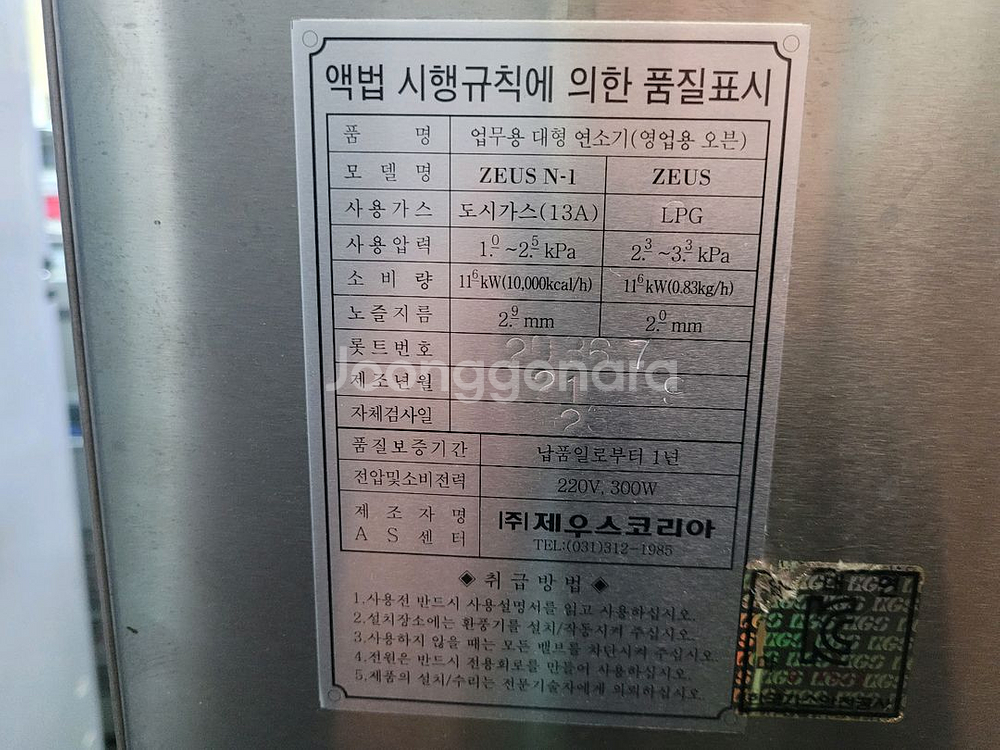 액법 시행규칙에 의한 품질표시
품 명 업무용 대형 연소기(영업용 오븐)
모 델 명 ZEUS N-1 ZEUS
사용가스 도시가스(13A) LPG
사용압력 1.0 ~2.5 kPa 2.3 ~3.3 kPa
소 비 량 11.6kW(10,000kcal/h) 11.6kW(0.83kg/h)
노즐지름 2.9 mm 2.0 mm
롯트번호
제조년월
자체검사일
Joonggonara
품질보증기간 납품일로부터 1년
전압및소비전력 220V, 300W
제 조 자 명 (주)제우스코리아
A S 센 터 TEL:(031)312-1985
◈ 취급방법 ◈
1.사용전 반드시 사용설명서를 읽고 사용하십시오.
2.설치장소에는 환풍기를 설치/작동시켜 주십시오.
3.사용하지 않을 때는 모든 밸브를 차단시켜 주십시오.
4.전원은 반드시 전용회로를 만들어 사용하십시오.
5.제품의 설치/수리는 전문기술자에게 의뢰하십시오.
KGS